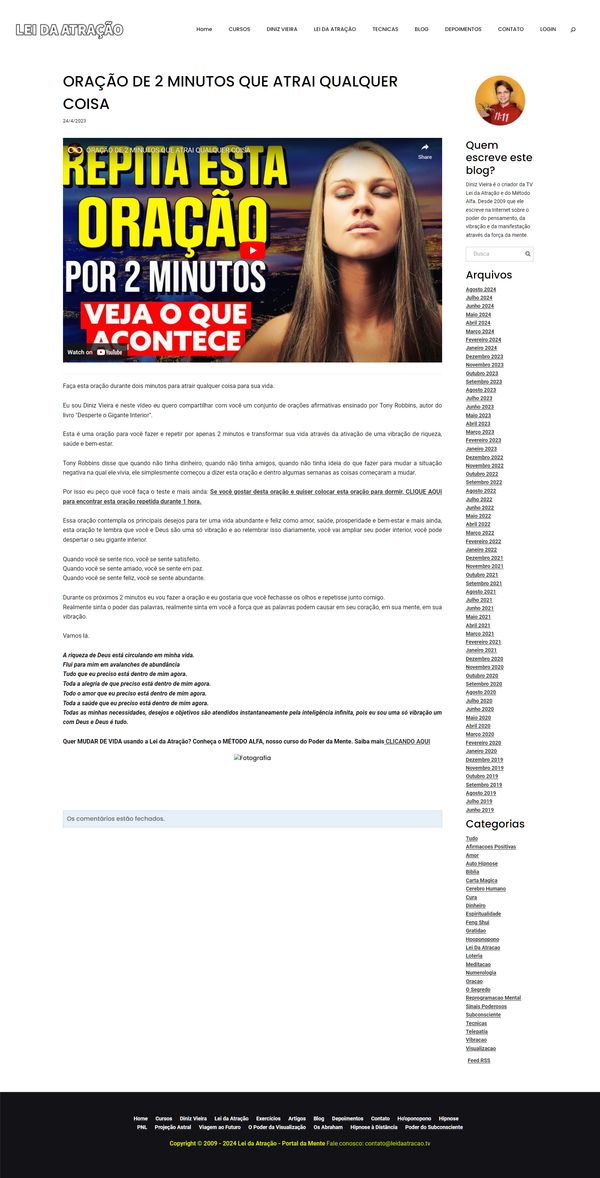 LEI DA ATRAÇÃO
Home CURSOS DINIZ VIEIRA LEI DA ATRAÇÃO TECNICAS BLOG DEPOIMENTOS CONTATO LOGIN
ORAÇÃO DE 2 MINUTOS QUE ATRAI QUALQUER
COISA
24/4/2023
ORAÇÃO DE 2 MINUTOS QUE ATRAI QUALQUER COISA
Share
REPITA ESTA
ORAÇÃO
POR 2 MINUTOS
VEJA O QUE
ACONTECE
Watch on YouTube
Faça esta oração durante dois minutos para atrair qualquer coisa para sua vida.
Eu sou Diniz Vieira e neste vídeo eu quero compartilhar com você um conjunto de orações afirmativas ensinado por Tony Robbins, autor do
livro "Desperte o Gigante Interior".
Esta é uma oração para você fazer e repetir por apenas 2 minutos e transformar sua vida através da ativação de uma vibração de riqueza,
saúde e bem-estar.
Tony Robbins disse que quando não tinha dinheiro, quando não tinha amigos, quando não tinha ideia do que fazer para mudar a situação
negativa na qual ele vivia, ele simplesmente começou a dizer esta oração e dentro algumas semanas as coisas começaram a mudar.
Por isso eu peço que você faça o teste e mais ainda: Se você gostar desta oração e quiser colocar esta oração para dormir, CLIQUE AQUI
para encontrar esta oração repetida durante 1 hora.
Essa oração contempla os principais desejos para ter uma vida abundante e feliz como amor, saúde, prosperidade e bem-estar e mais ainda,
esta oração te lembra que você e Deus são uma só vibração e ao relembrar isso diariamente, você vai ampliar seu poder interior, você pode
despertar o seu gigante interior.
Quando você se sente rico, você se sente satisfeito.
Quando você se sente amado, você se sente em paz.
Quando você se sente feliz, você se sente abundante.
Durante os próximos 2 minutos eu vou fazer a oração e eu gostaria que você fechasse os olhos e repetisse junto comigo.
Realmente sinta o poder das palavras, realmente sinta em você a força que as palavras podem causar em seu coração, em sua mente, em sua
vibração.
Vamos lá.
A riqueza de Deus está circulando em minha vida.
Flui para mim em avalanches de abundância
Tudo que eu preciso está dentro de mim agora.
Toda a alegria de que preciso está dentro de mim agora.
Todo o amor que eu preciso está dentro de mim agora.
Toda a saúde que eu preciso está dentro de mim agora.
Todas as minhas necessidades, desejos e objetivos são atendidos instantaneamente pela inteligência infinita, pois eu sou uma só vibração um
com Deus e Deus é tudo.
Quer MUDAR DE VIDA usando a Lei da Atração? Conheça o MÉTODO ALFA, nosso curso do Poder da Mente. Saiba mais CLICANDO AQUI
Fotografia
Os comentários estão fechados.
11:11
Quem
escreve este
blog?
Diniz Vieira é o criador da TV
Lei da Atração e do Método
Alfa. Desde 2009 que ele
escreve na Internet sobre o
poder do pensamento, da
vibração e da manifestação
através da força da mente.
Busca
Arquivos
Agosto 2024
Julho 2024
Junho 2024
Maio 2024
Abril 2024
Março 2024
Fevereiro 2024
Janeiro 2024
Dezembro 2023
Novembro 2023
Outubro 2023
Setembro 2023
Agosto 2023
Julho 2023
Junho 2023
Maio 2023
Abril 2023
Março 2023
Fevereiro 2023
Janeiro 2023
Dezembro 2022
Novembro 2022
Outubro 2022
Setembro 2022
Agosto 2022
Julho 2022
Junho 2022
Maio 2022
Abril 2022
Março 2022
Fevereiro 2022
Janeiro 2022
Dezembro 2021
Novembro 2021
Outubro 2021
Setembro 2021
Agosto 2021
Julho 2021
Junho 2021
Maio 2021
Abril 2021
Março 2021
Fevereiro 2021
Janeiro 2021
Dezembro 2020
Novembro 2020
Outubro 2020
Setembro 2020
Agosto 2020
Julho 2020
Junho 2020
Maio 2020
Abril 2020
Março 2020
Fevereiro 2020
Janeiro 2020
Dezembro 2019
Novembro 2019
Outubro 2019
Setembro 2019
Agosto 2019
Julho 2019
Junho 2019
Categorias
Tudo
Afirmacoes Positivas
Amor
Auto Hipnose
Biblia
Carta Magica
Cerebro Humano
Cura
Dinheiro
Espiritualidade
Feng Shui
Gratidao
Hooponopono
Lei Da Atracao
Loteria
Meditacao
Numerologia
Oracao
O Segredo
Reprogramacao Mental
Sinais Poderosos
Subconsciente
Tecnicas
Telepatia
Vibracao
Visualizacao
Feed RSS
Home Cursos Diniz Vieira Lei da Atração Exercícios Artigos Blog Depoimentos Contato Ho'oponopono Hipnose
PNL Projeção Astral Viagem ao Futuro O Poder da Visualização Os Abraham Hipnose à Distância Poder do Subconsciente
Copyright © 2009 - 2024 Lei da Atração - Portal da Mente Fale conosco: contato@leidaatracao.tv